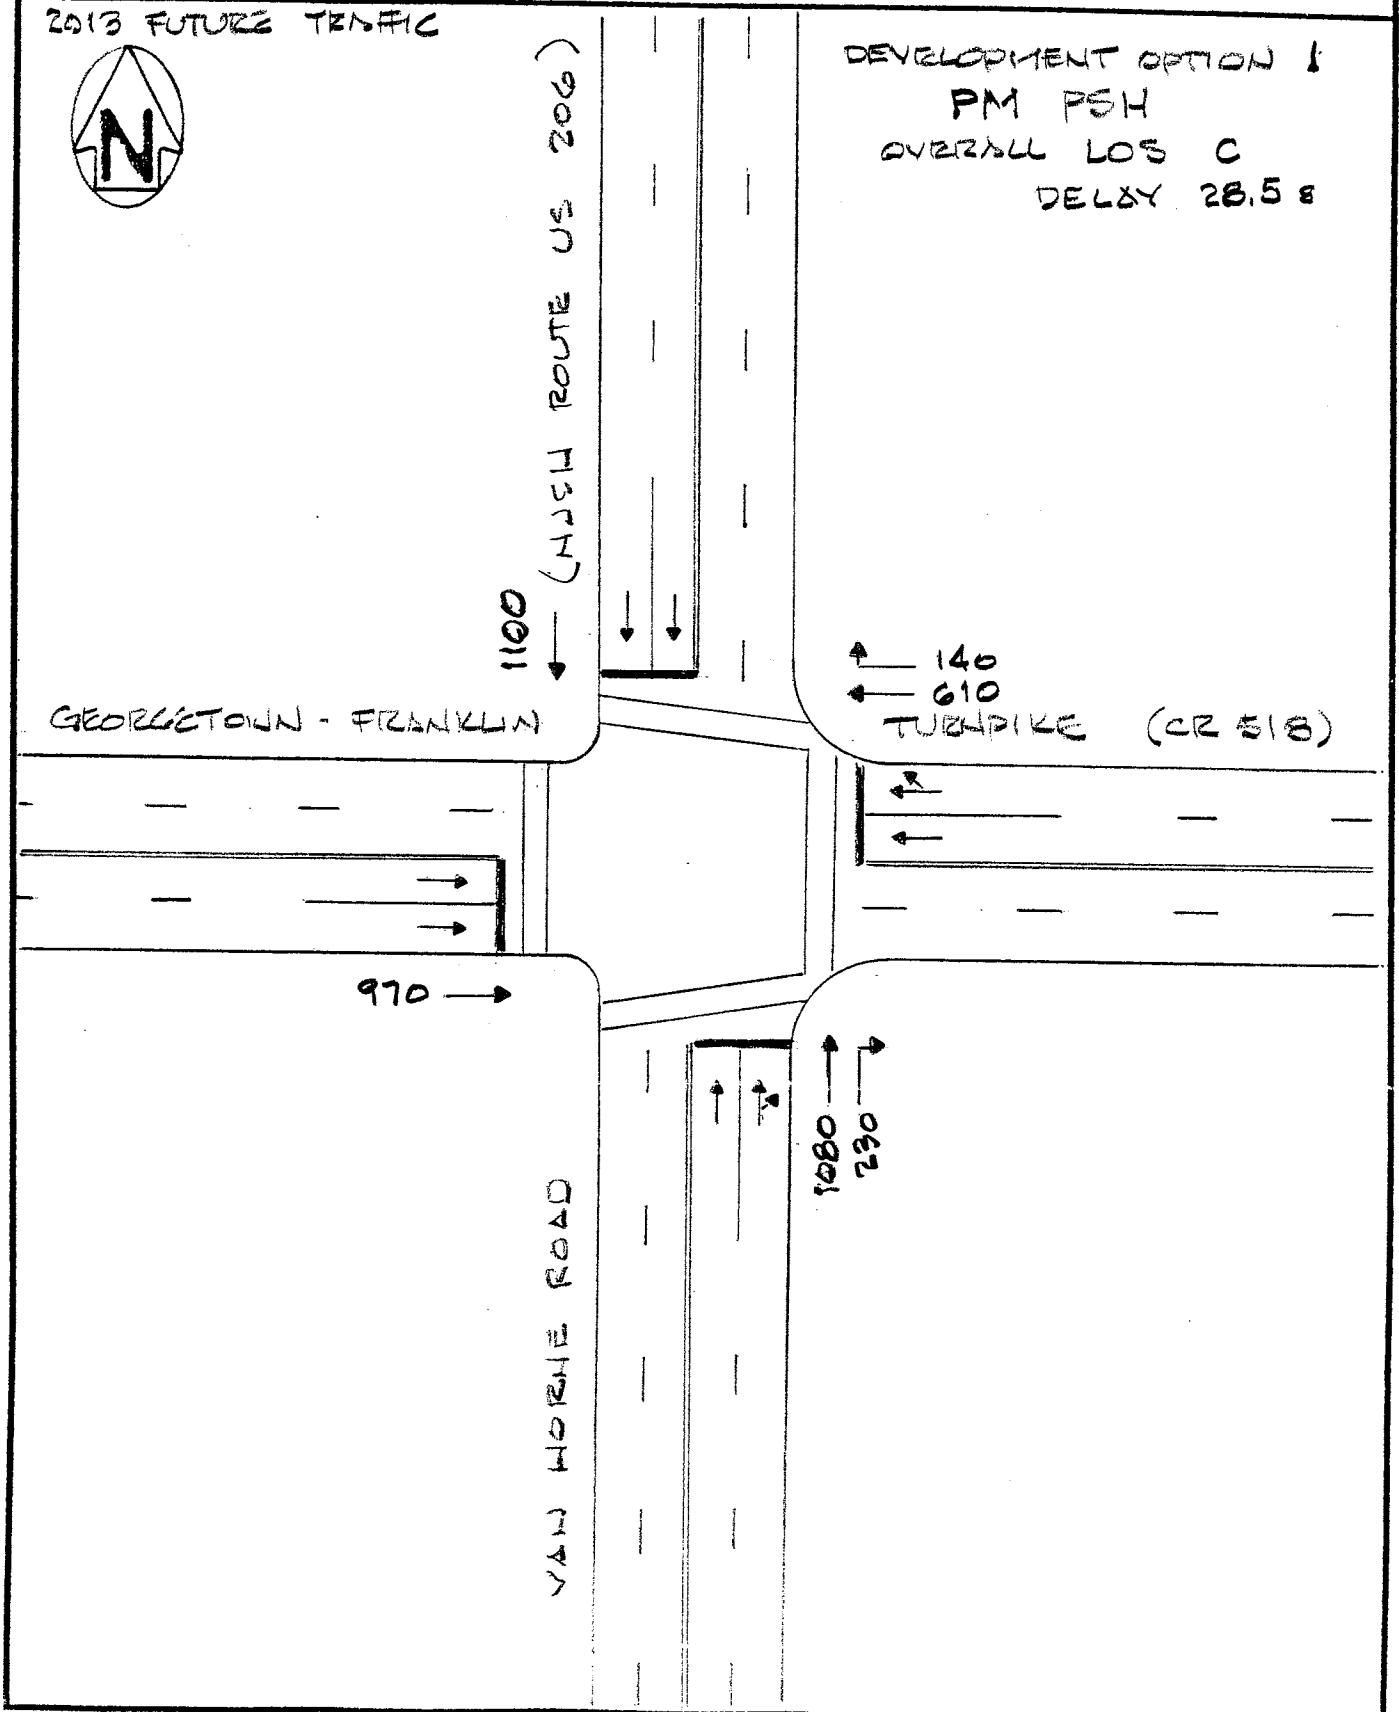 2013 FUTURE TRAFFIC
N
DEVELOPMENT OPTION 1
PM PSH
OVERALL LOS C
DELAY 28.5 s
(NJSH ROUTE US 206)
1100
140
610
GEORGETOWN - FRANKLIN
TURNPIKE (CR 518)
970
1080
230
VAN HORNE ROAD